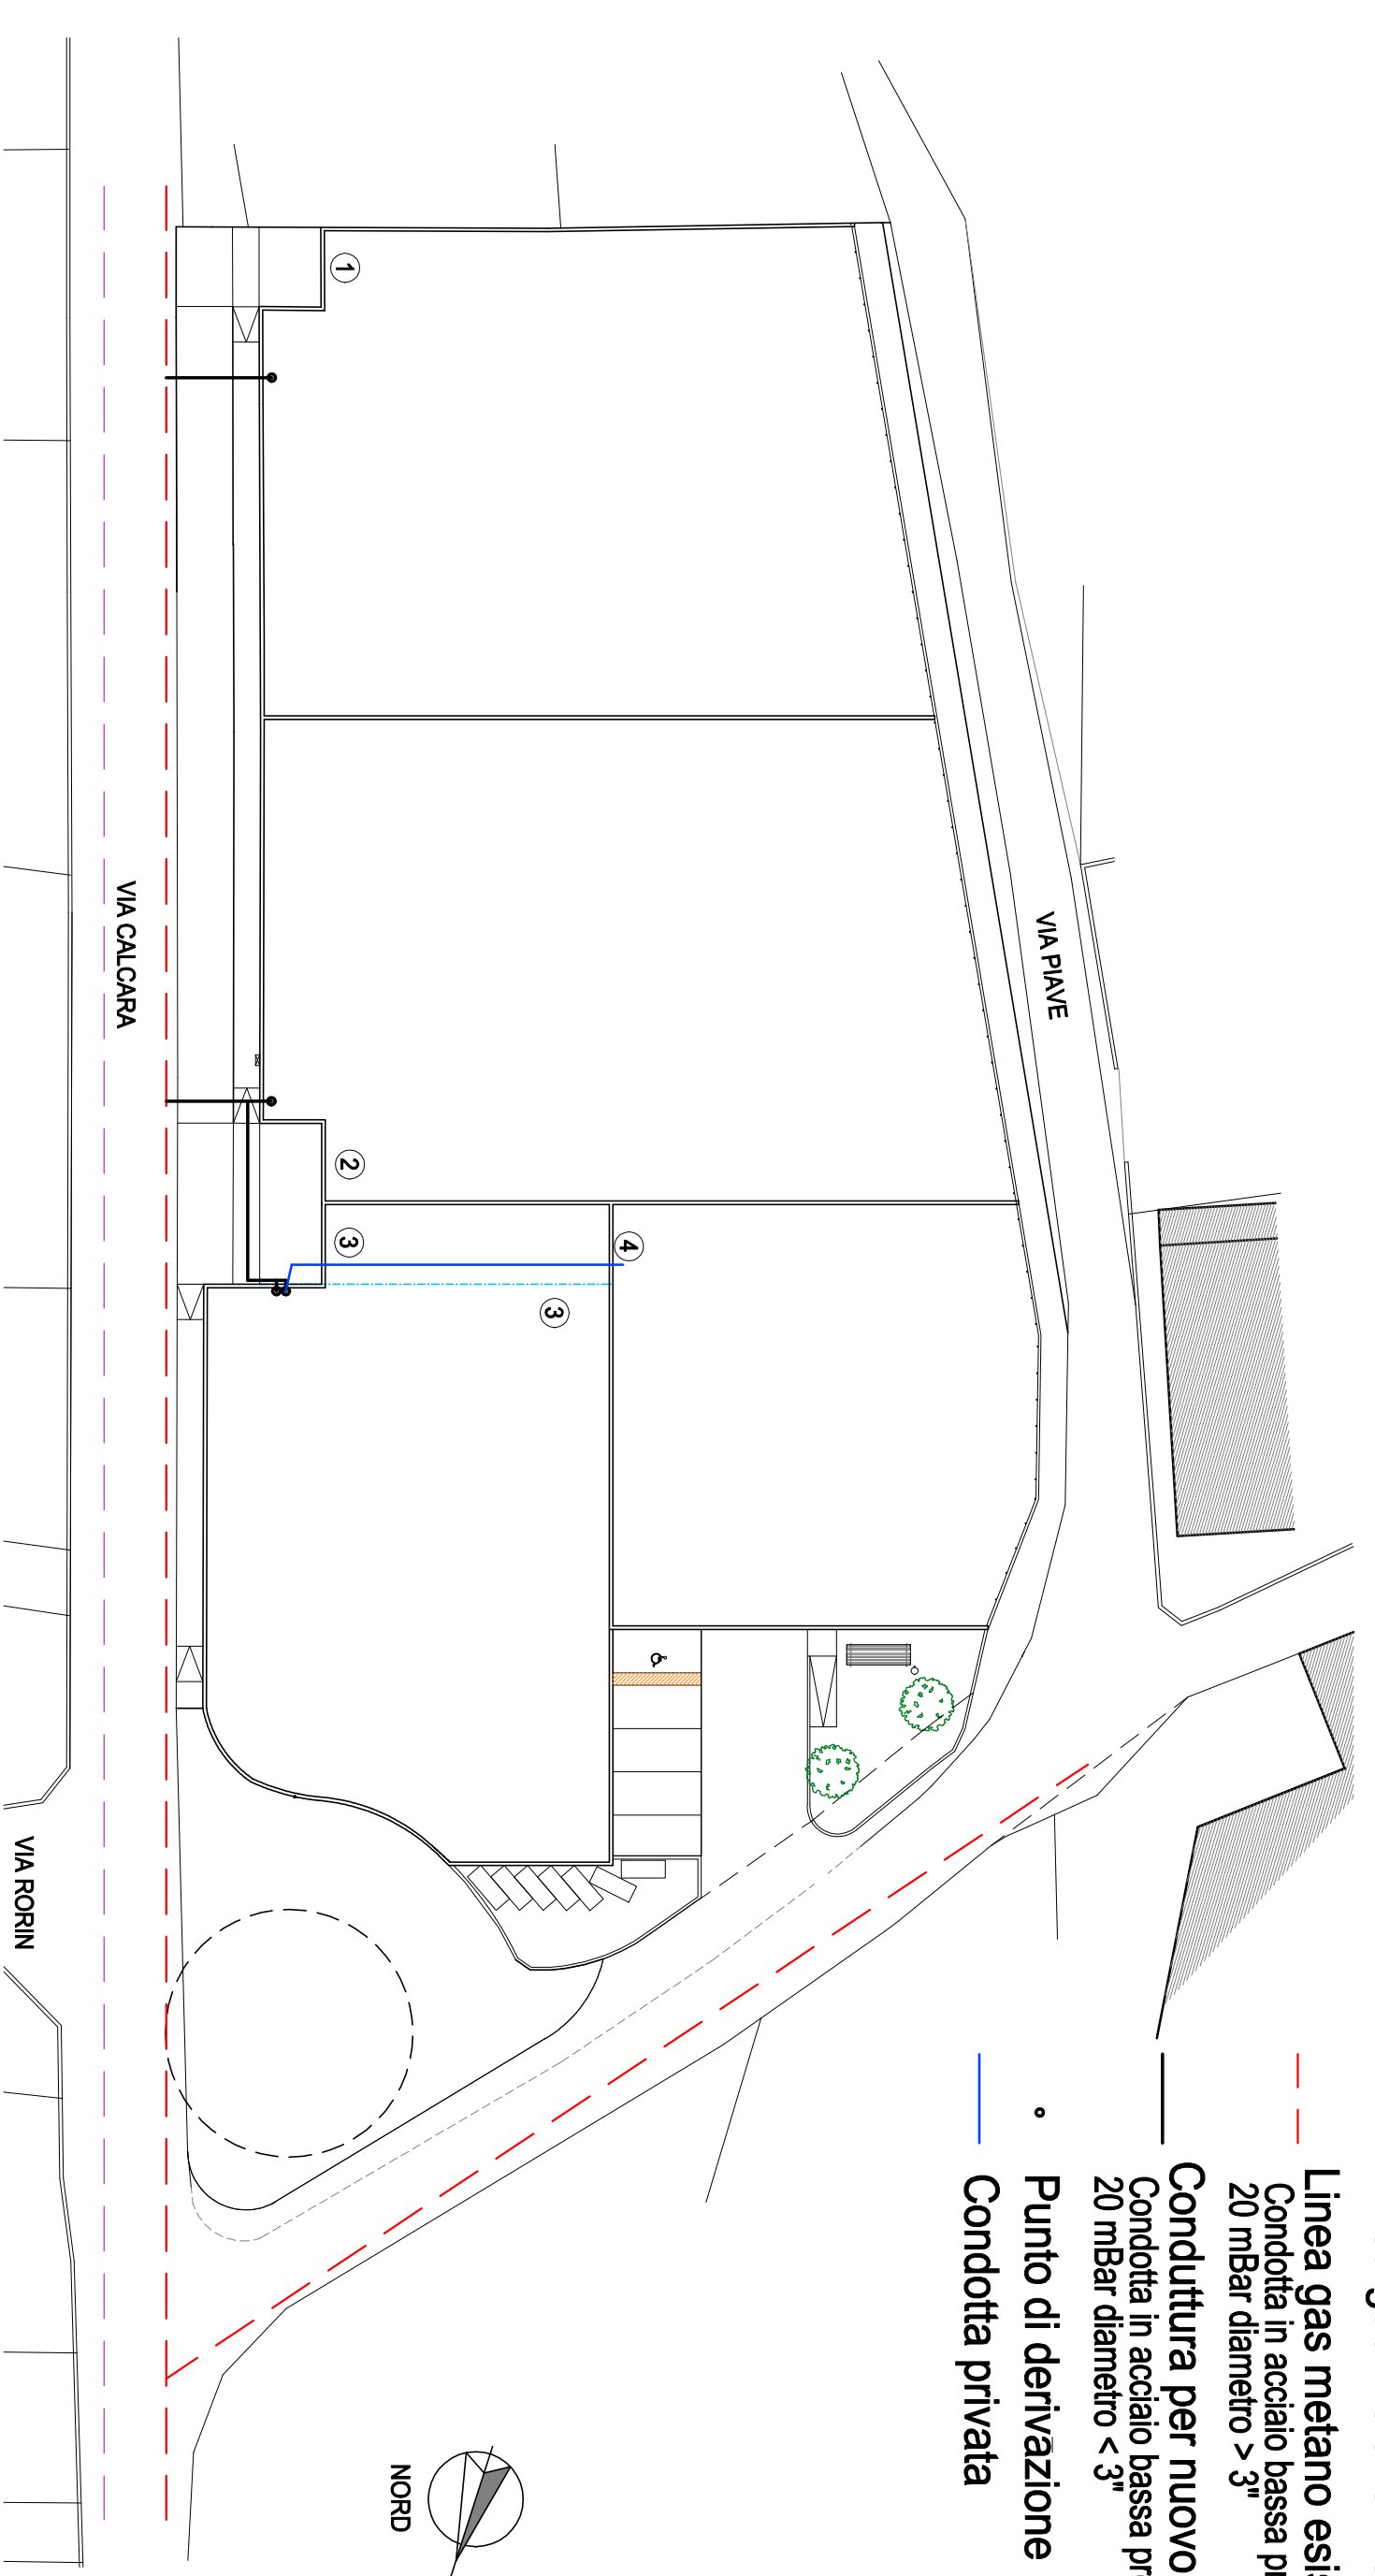 Linea gas metano
Condotta in acciaio bassa
20 mBar diametro > 3"
Conduttura per nuovo
Condotta in acciaio bassa
20 mBar diametro < 3"
Punto di derivazione
Condotta privata
VIA PIAVE
1
2
3
4
3
VIA CALCARA
VIA RORIN
NORD